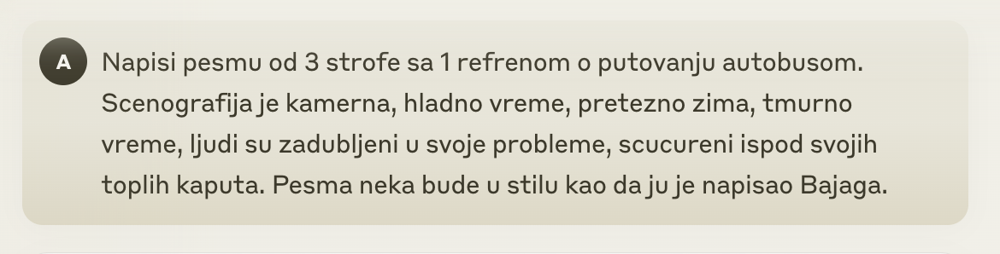 A
Napisi pesmu od 3 strofe sa 1 refrenom o putovanju autobusom.
Scenografija je kamerna, hladno vreme, pretezno zima, tmurno
vreme, ljudi su zadubljeni u svoje probleme, scucureni ispod svojih
toplih kaputa. Pesma neka bude u stilu kao da ju je napisao Bajaga.